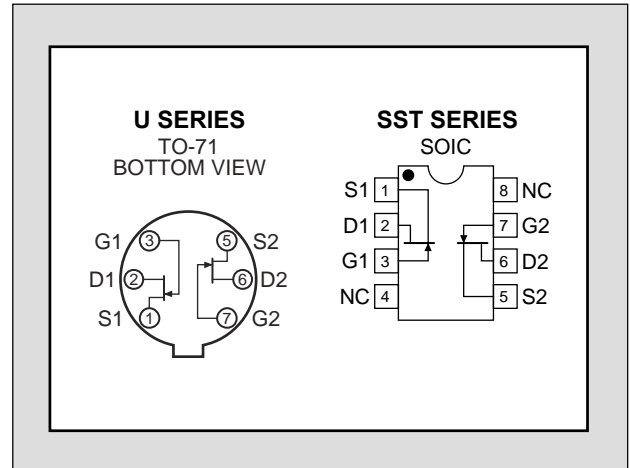 U SERIES
TO-71
BOTTOM VIEW
G1 3
5 S2
D1 2
6 D2
S1 1
7 G2
SST SERIES
SOIC
S1 1
8 NC
D1 2
7 G2
G1 3
6 D2
NC 4
5 S2